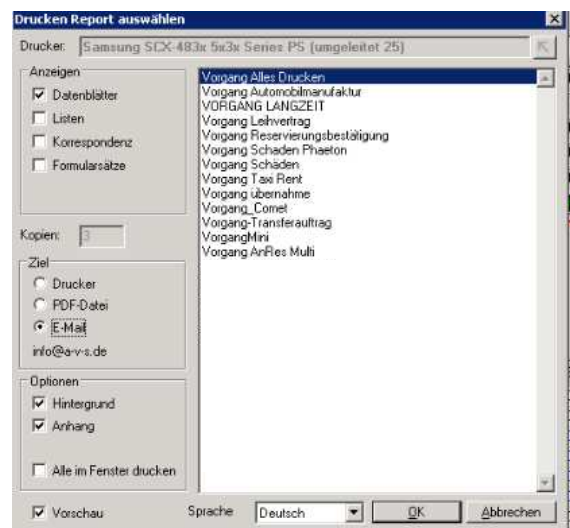 Drucken Report auswählen
Drucker: Samsung SCX-483x 5x3x Series PS (umgeleitet 25)
Anzeigen
Datenblätter
Listen
Korrespondenz
Formularsätze
Kopien: 3
Ziel
Drucker
PDF-Datei
E-Mail
info@a-v-s.de
Optionen
Hintergrund
Anhang
Alle im Fenster drucken
Vorgang Alles Drucken
Vorgang Automobilmanufaktur
VORGANG LANGZEIT
Vorgang Leihvertrag
Vorgang Reservierungsbestätigung
Vorgang Schaden Phaeton
Vorgang Schäden
Vorgang Taxi Rent
Vorgang übernahme
Vorgang_Comet
Vorgang-Transferauftrag
VorgangMini
Vorgang AnRes Multi
Vorschau
Sprache Deutsch
OK
Abbrechen